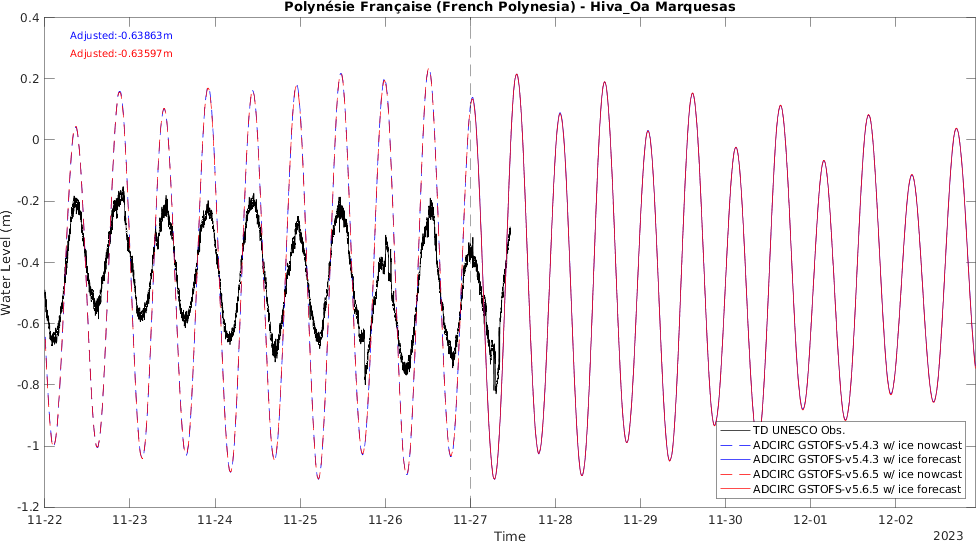 Polynésie Française (French Polynesia) - Hiva_Oa Marquesas
Adjusted:-0.63863m
Adjusted:-0.63597m
0.4
0.2
0
-0.2
-0.4
-0.6
-0.8
-1
-1.2
Water Level (m)
TD UNESCO Obs.
ADCIRC GSTOFS-v5.4.3 w/ ice nowcast
ADCIRC GSTOFS-v5.4.3 w/ ice forecast
ADCIRC GSTOFS-v5.6.5 w/ ice nowcast
ADCIRC GSTOFS-v5.6.5 w/ ice forecast
11-22 11-23 11-24 11-25 11-26 11-27 11-28 11-29 11-30 12-01 12-02
Time
2023